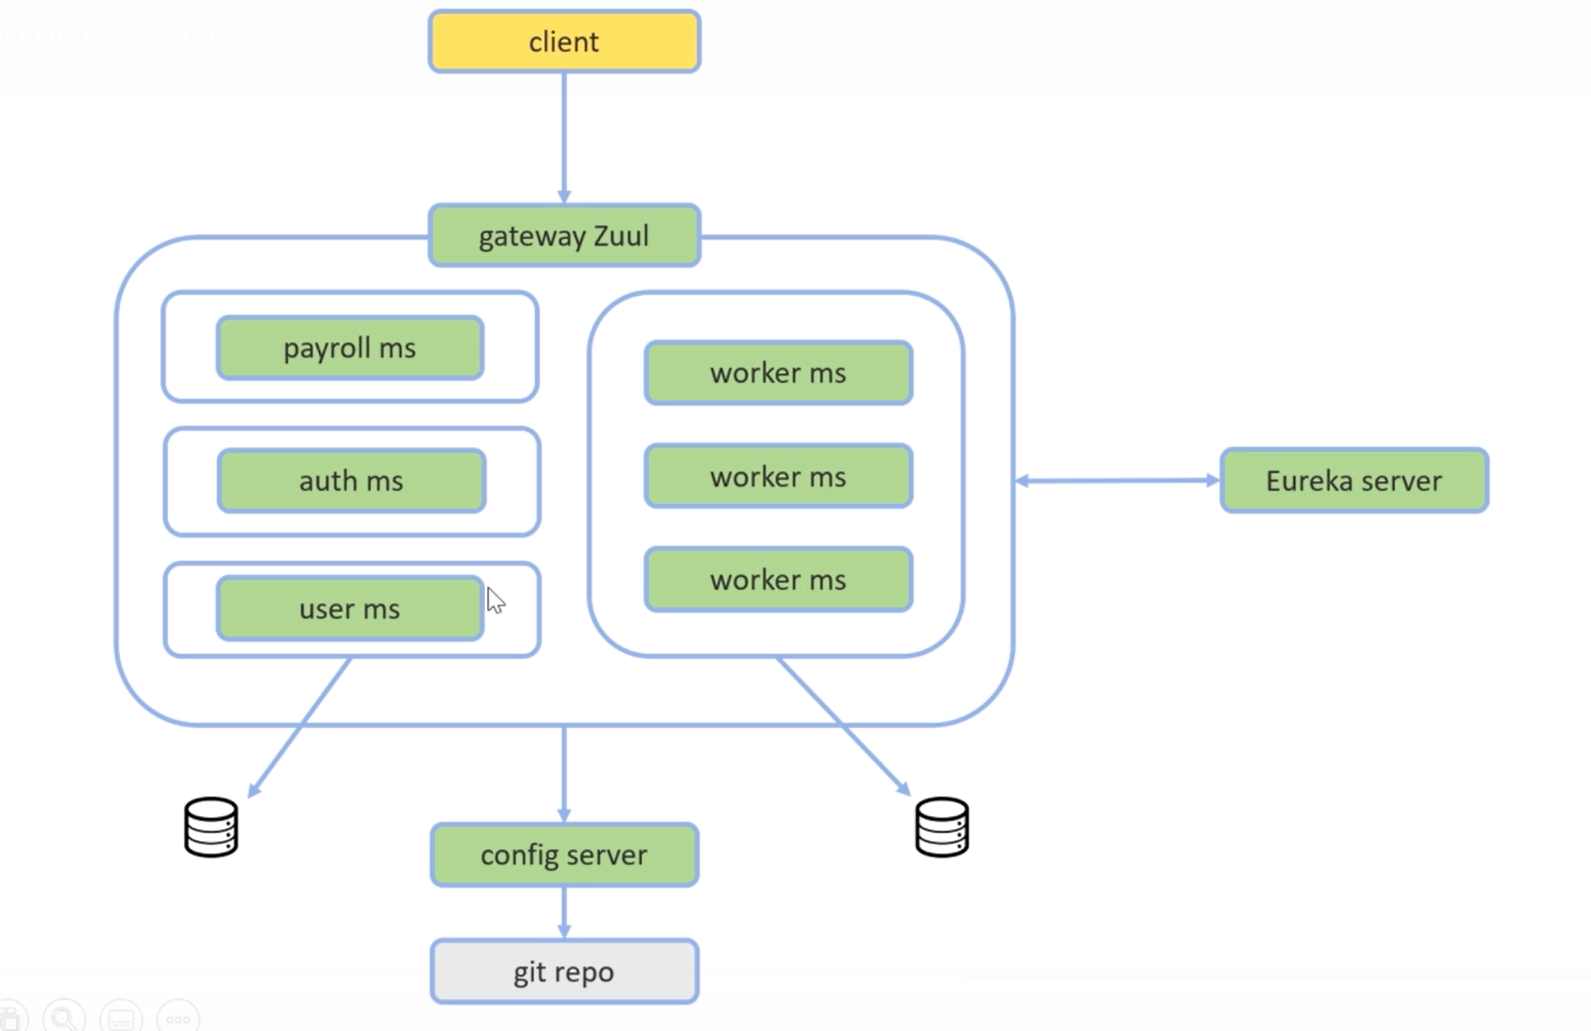 client
gateway Zuul
payroll ms
worker ms
auth ms
worker ms
Eureka server
user ms
worker ms
config server
git repo